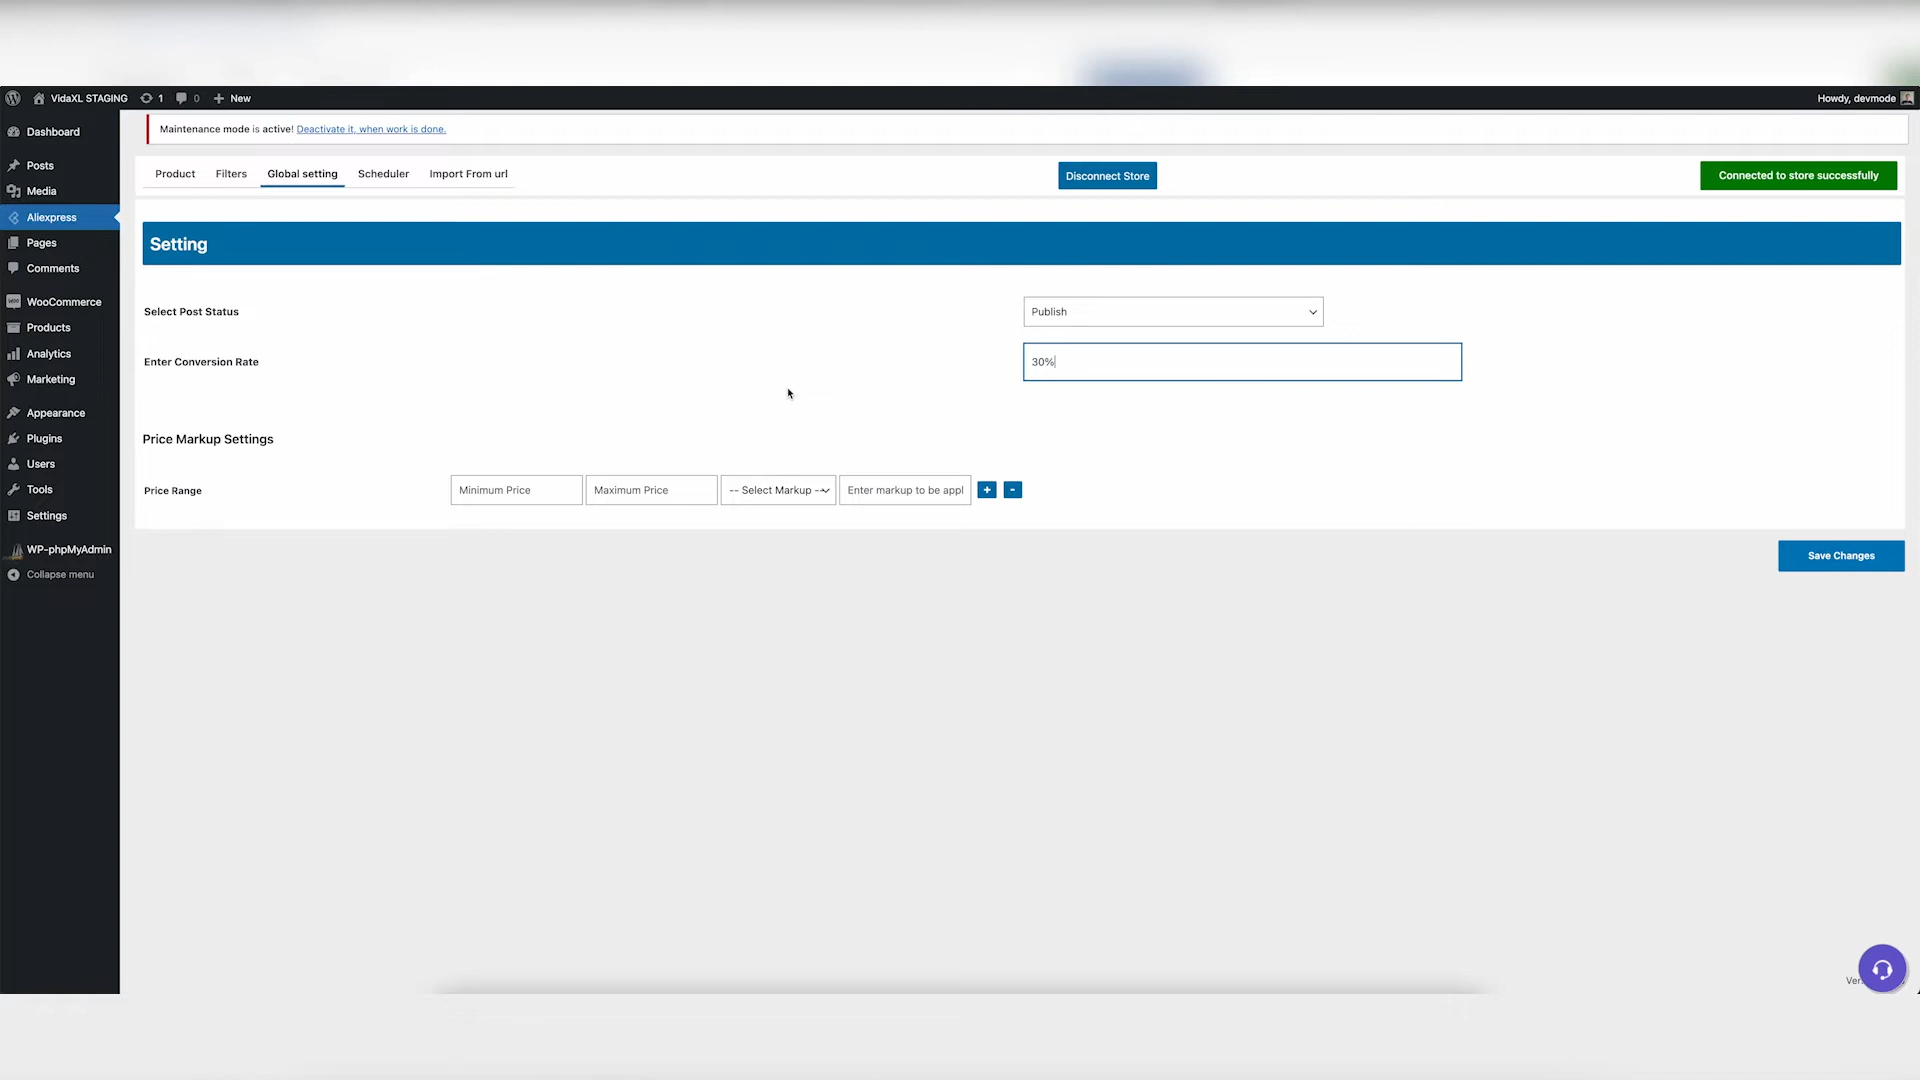 VidaXL STAGING 1 0 New Howdy, devmode
Dashboard
Posts
Media
Aliexpress
Pages
Comments
WooCommerce
Products
Analytics
Marketing
Appearance
Plugins
Users
Tools
Settings
WP-phpMyAdmin
Collapse menu
Maintenance mode is active! Deactivate it, when work is done.
Product Filters Global setting Scheduler Import From url Disconnect Store Connected to store successfully
Setting
Select Post Status Publish
Enter Conversion Rate 30%
Price Markup Settings
Price Range Minimum Price Maximum Price -- Select Markup -- Enter markup to be appl + -
Save Changes